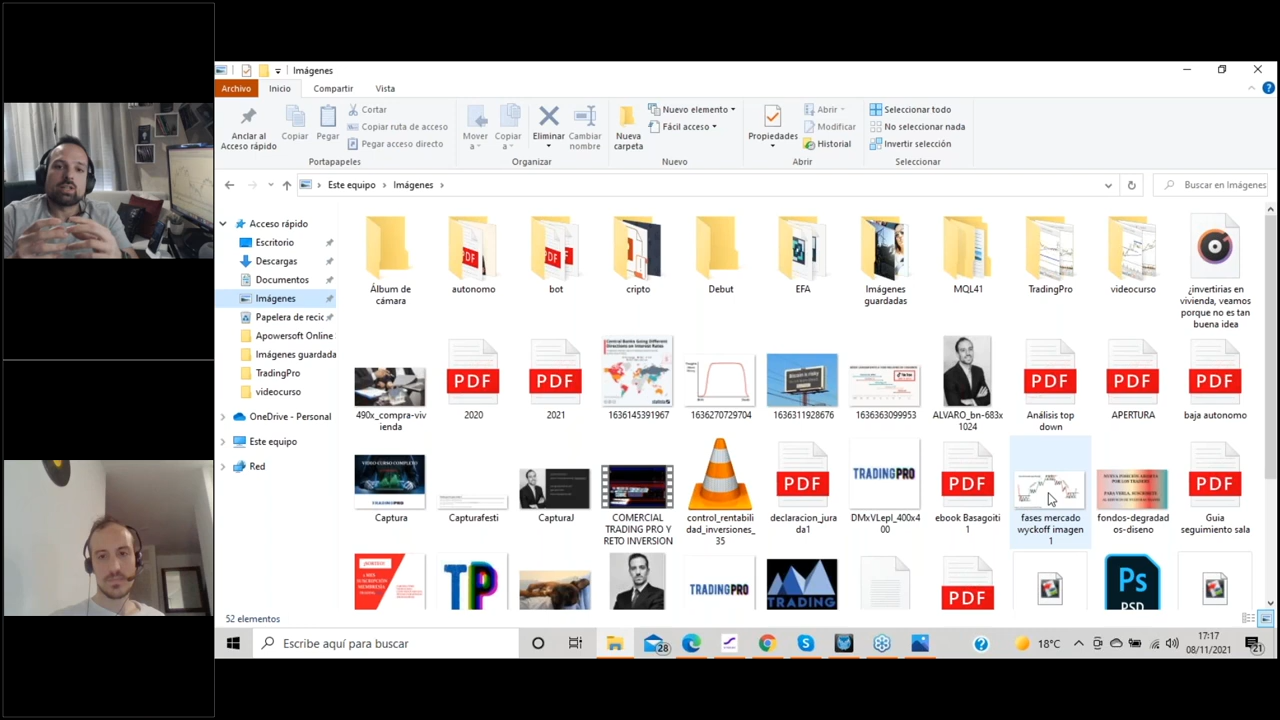 Imágenes
Archivo
Inicio
Compartir
Vista
Anclar al
Acceso rápido
Copiar
Pegar
Cortar
Copiar ruta de acceso
Pegar acceso directo
Portapapeles
Mover
a
Copiar
a
Eliminar
Cambiar
nombre
Organizar
Nueva
carpeta
Nuevo elemento
Fácil acceso
Nuevo
Propiedades
Abrir
Modificar
Historial
Abrir
Seleccionar todo
No seleccionar nada
Invertir selección
Seleccionar
Este equipo
Imágenes
Buscar en Imágenes
Acceso rápido
Escritorio
Descargas
Documentos
Imágenes
Papelera de recic
Apowersoft Online
Imágenes guardada
TradingPro
videocurso
OneDrive - Personal
Este equipo
Red
Álbum de
cámara
autonomo
bot
cripto
Debut
EFA
Imágenes
guardadas
MQL41
TradingPro
videocurso
¿invertirias en
vivienda, veamos
porque no es tan
buena idea
490x_compra-viv
ienda
PDF
2020
PDF
2021
1636145391967
1636270729704
1636311928676
1636363099953
ALVARO_bn-683x
1024
PDF
Análisis top
down
PDF
APERTURA
PDF
baja autonomo
Captura
Capturafesti
CapturaJ
COMERCIAL
TRADING PRO Y
RETO INVERSION
control_rentabili
dad_inversiones_
35
PDF
declaracion_jura
da1
TRADINGPRO
DMxVLepI_400x4
00
PDF
ebook Basagoiti
1
fases mercado
wyckoff imagen
1
fondos-degradad
os-diseno
PDF
Guia
seguimiento sala
TP
TRADINGPRO
TRADING
PDF
Ps
PSD
52 elementos
Escribe aquí para buscar
28
18°C
17:17
08/11/2021
21